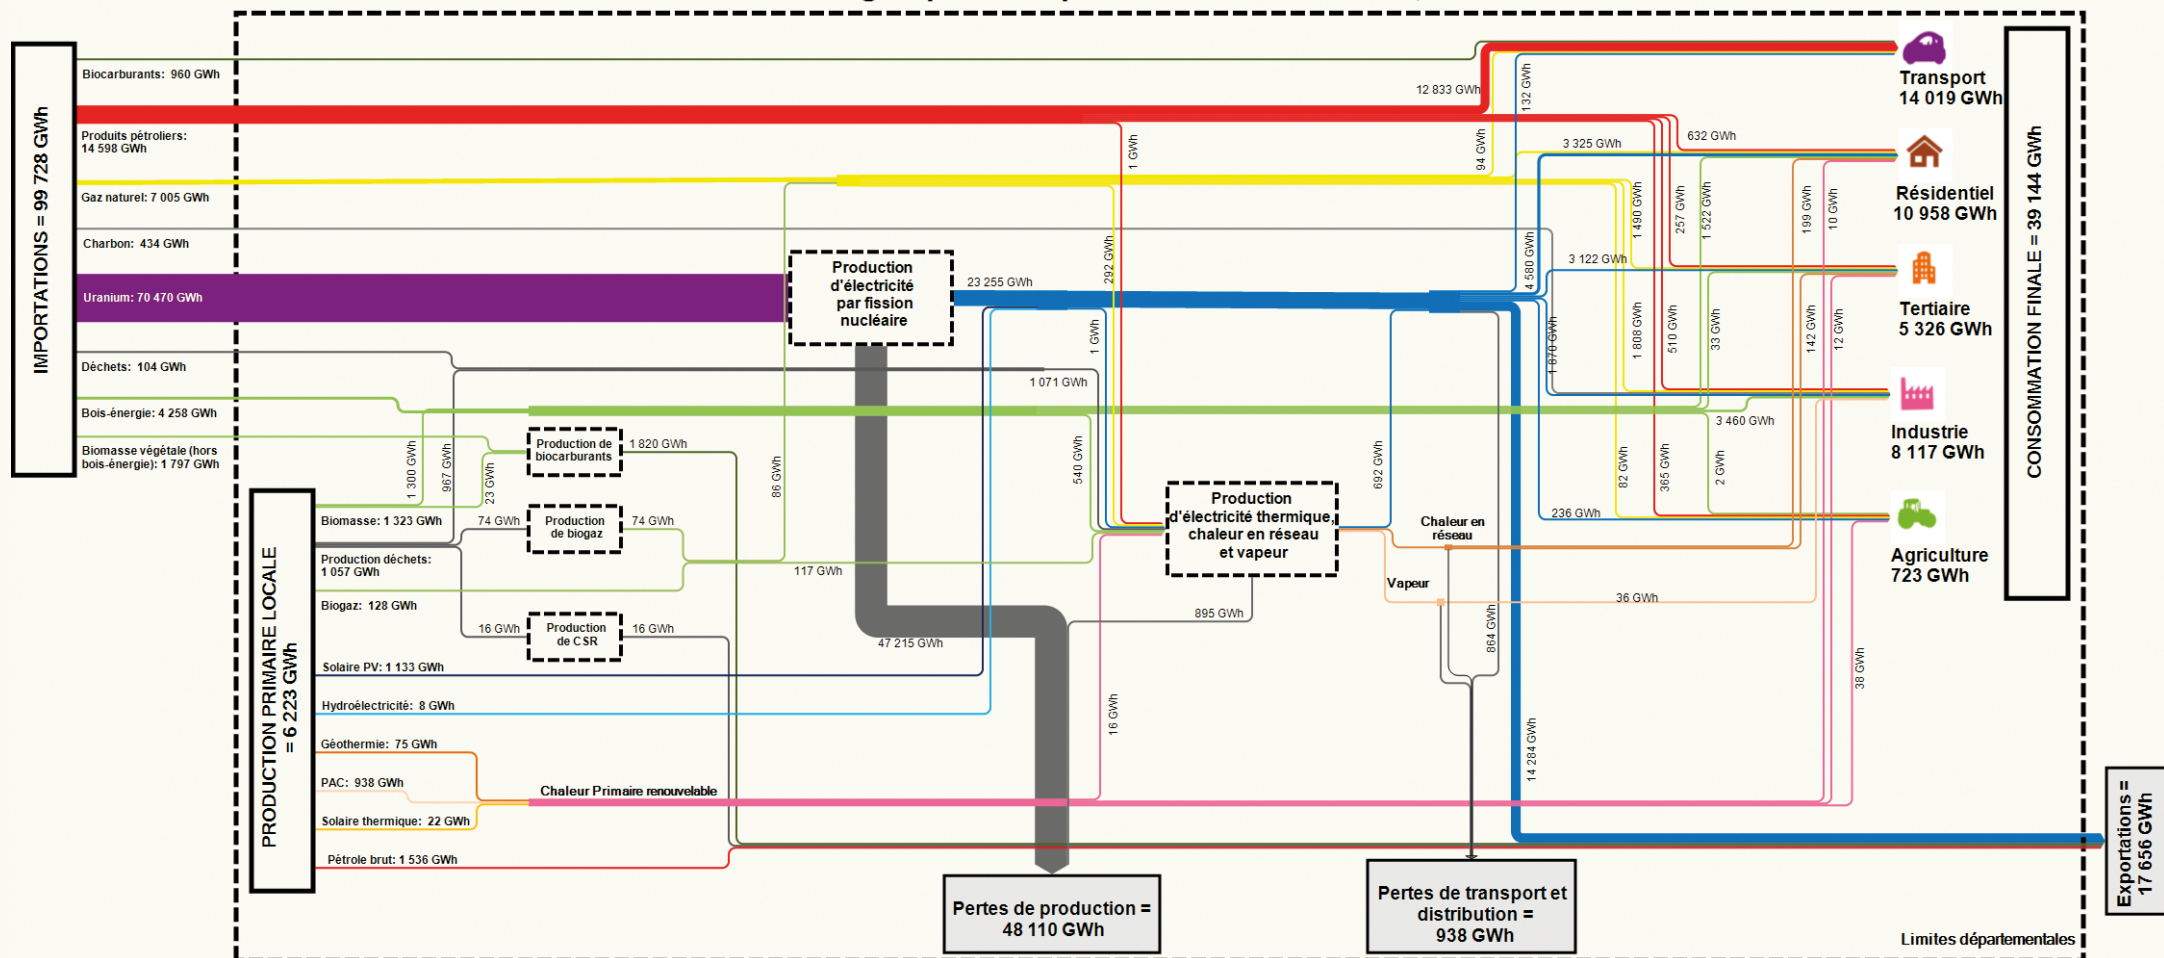 IMPORTATIONS = 99 728 GWh
Biocarburants: 960 GWh
Produits pétroliers:
14 598 GWh
Gaz naturel: 7 005 GWh
Charbon: 434 GWh
Uranium: 70 470 GWh
Déchets: 104 GWh
Bois-énergie: 4 258 GWh
Biomasse végétale (hors
bois-énergie): 1 797 GWh
PRODUCTION PRIMAIRE LOCALE
= 6 223 GWh
Biomasse: 1 323 GWh
Production déchets:
1 057 GWh
Biogaz: 128 GWh
Solaire PV: 1 133 GWh
Hydroélectricité: 8 GWh
Géothermie: 75 GWh
PAC: 938 GWh
Solaire thermique: 22 GWh
Pétrole brut: 1 536 GWh
1 300 GWh
967 GWh
23 GWh
74 GWh
16 GWh
Production de
biocarburants
1 820 GWh
Production
de biogaz
74 GWh
Production
de CSR
16 GWh
Chaleur Primaire renouvelable
86 GWh
117 GWh
Production
d'électricité
par fission
nucléaire
23 255 GWh
47 215 GWh
1 071 GWh
1 GWh
292 GWh
1 GWh
540 GWh
16 GWh
Production
d'électricité thermique,
chaleur en réseau
et vapeur
895 GWh
692 GWh
Chaleur en
réseau
Vapeur
864 GWh
36 GWh
14 284 GWh
12 833 GWh
94 GWh
132 GWh
3 325 GWh
632 GWh
4 580 GWh
1 490 GWh
257 GWh
1 522 GWh
199 GWh
10 GWh
3 122 GWh
1 870 GWh
1 808 GWh
510 GWh
33 GWh
142 GWh
12 GWh
3 460 GWh
82 GWh
365 GWh
2 GWh
236 GWh
38 GWh
Transport
14 019 GWh
Résidentiel
10 958 GWh
Tertiaire
5 326 GWh
Industrie
8 117 GWh
Agriculture
723 GWh
CONSOMMATION FINALE = 39 144 GWh
Pertes de production =
48 110 GWh
Pertes de transport et
distribution =
938 GWh
Exportations =
17 656 GWh
Limites départementales